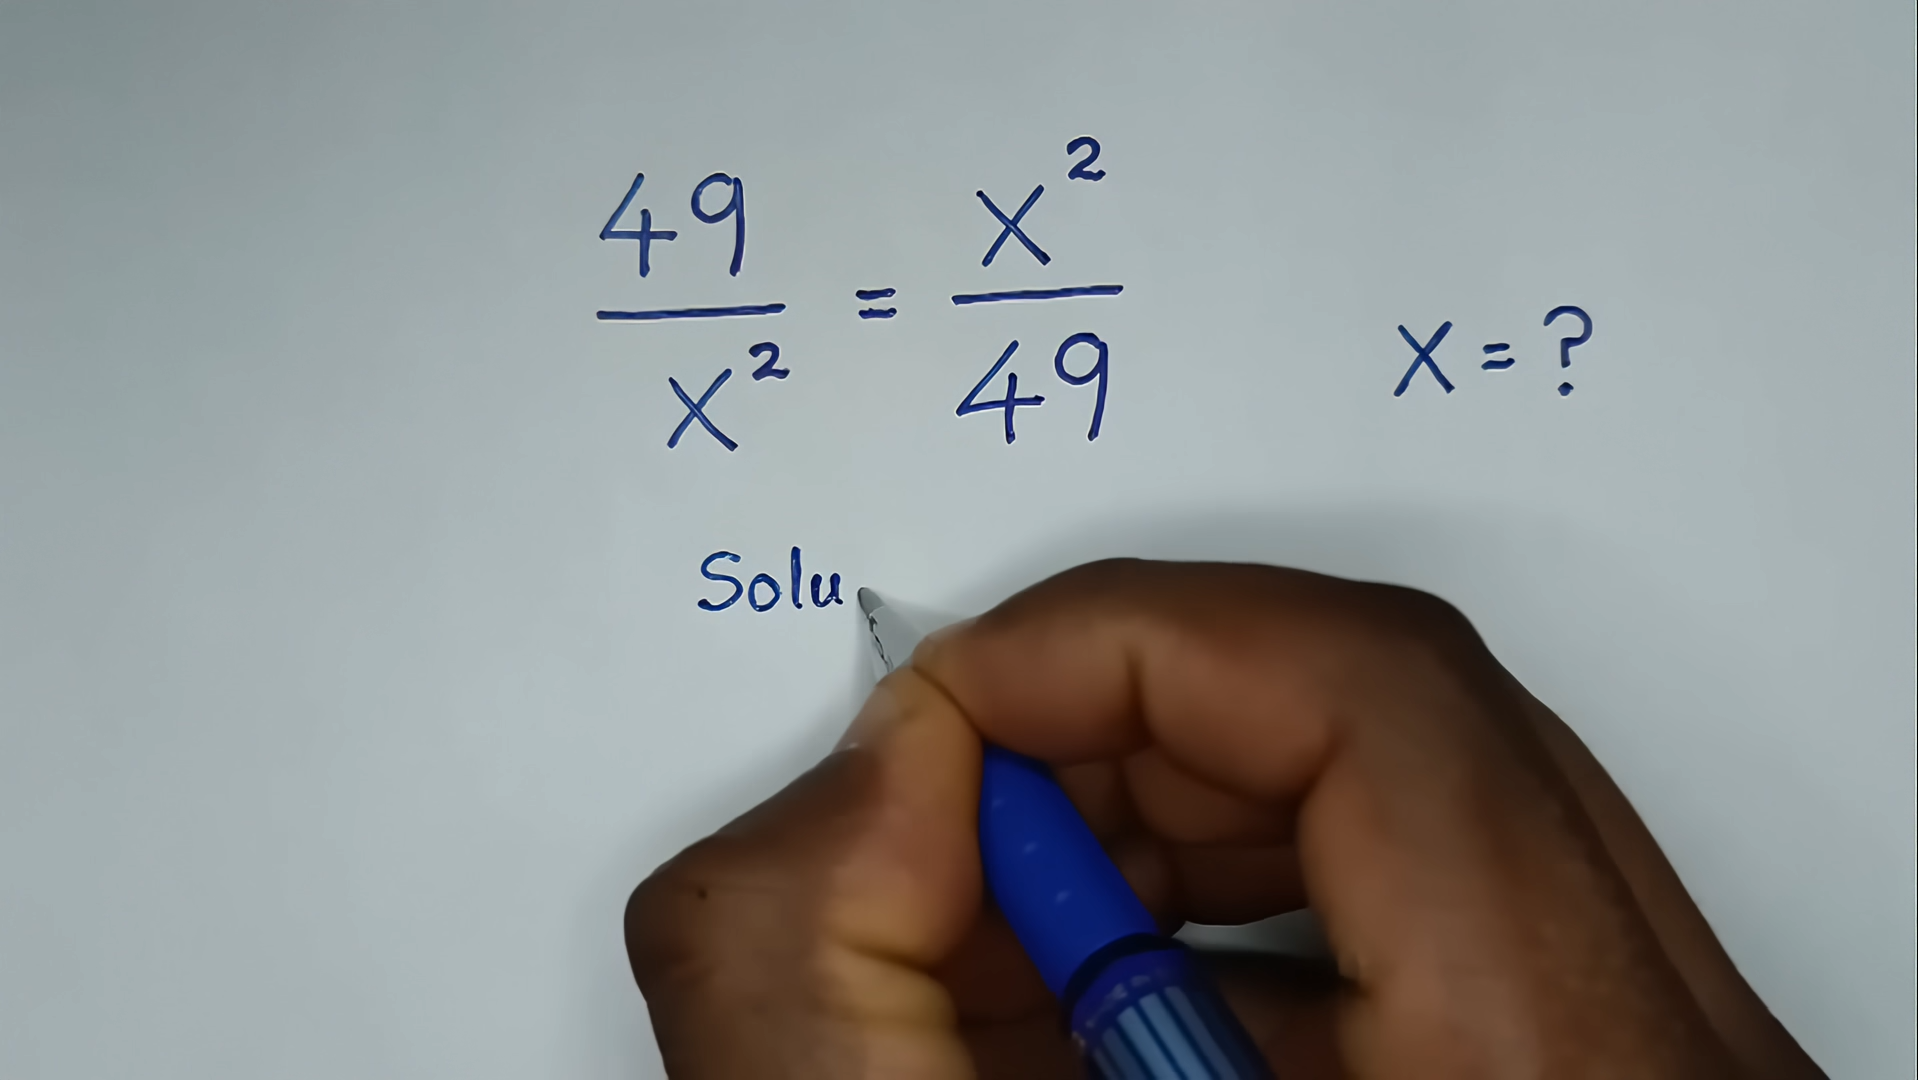 49/x² = x²/49
x = ?
Solu